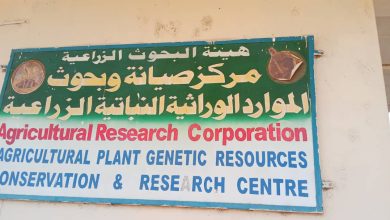 هيئة البحوث الزراعية
مركز صيانة وبحوث
الموارد الوراثية النباتية الزراعية
Agricultural Research Corporation
AGRICULTURAL PLANT GENETIC RESOURCES
ONSERVATION & RESEARCH CENTRE